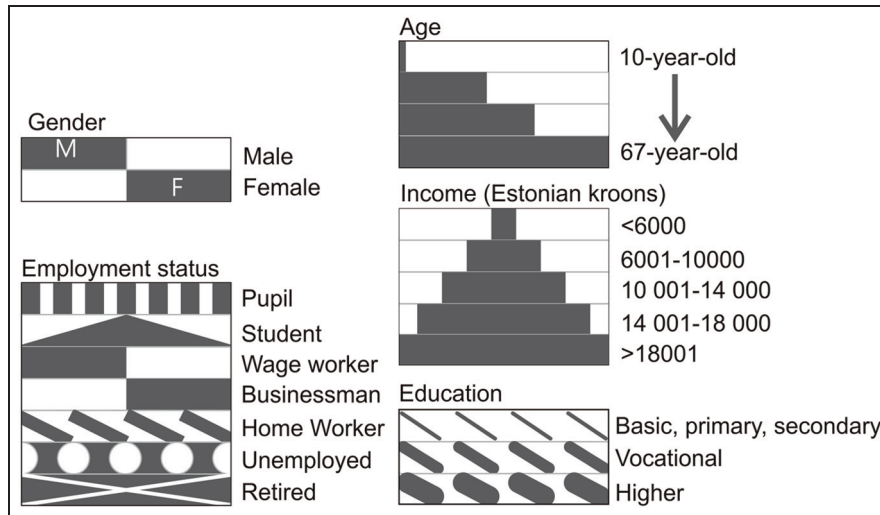 Gender
M
Male
F
Female
Employment status
Pupil
Student
Wage worker
Businessman
Home Worker
Unemployed
Retired
Age
10-year-old
67-year-old
Income (Estonian kroons)
<6000
6001-10000
10 001-14 000
14 001-18 000
>18001
Education
Basic, primary, secondary
Vocational
Higher